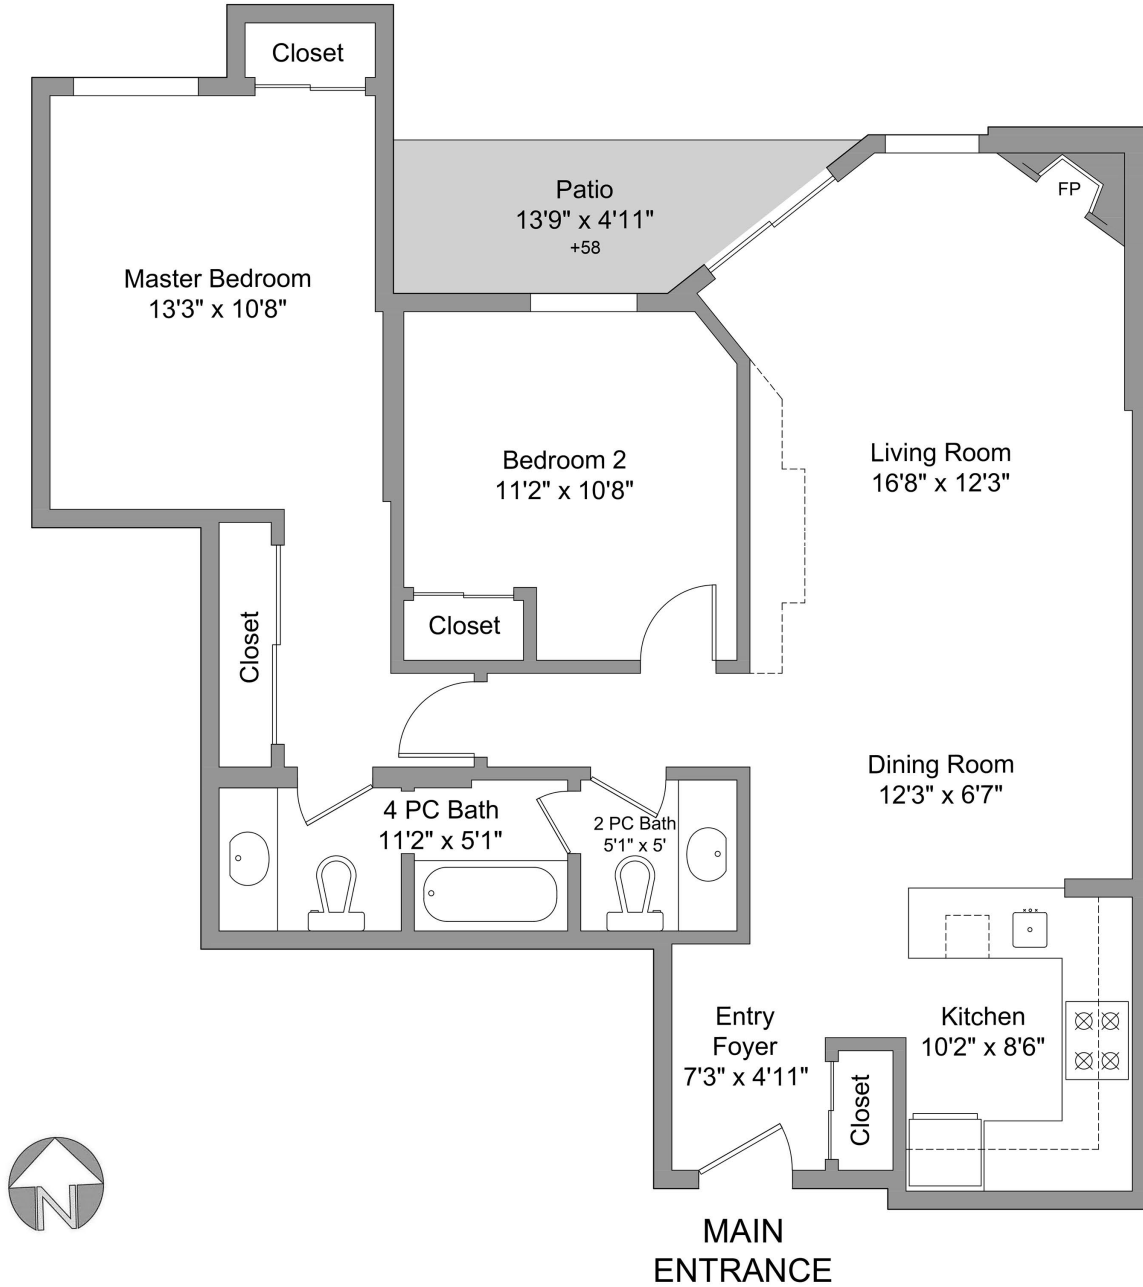 Closet
Patio
13'9" x 4'11"
+58
FP
Master Bedroom
13'3" x 10'8"
Bedroom 2
11'2" x 10'8"
Living Room
16'8" x 12'3"
Closet
Closet
Dining Room
12'3" x 6'7"
4 PC Bath
11'2" x 5'1"
2 PC Bath
5'1" x 5'
Entry
Foyer
7'3" x 4'11"
Kitchen
10'2" x 8'6"
Closet
N
MAIN
ENTRANCE